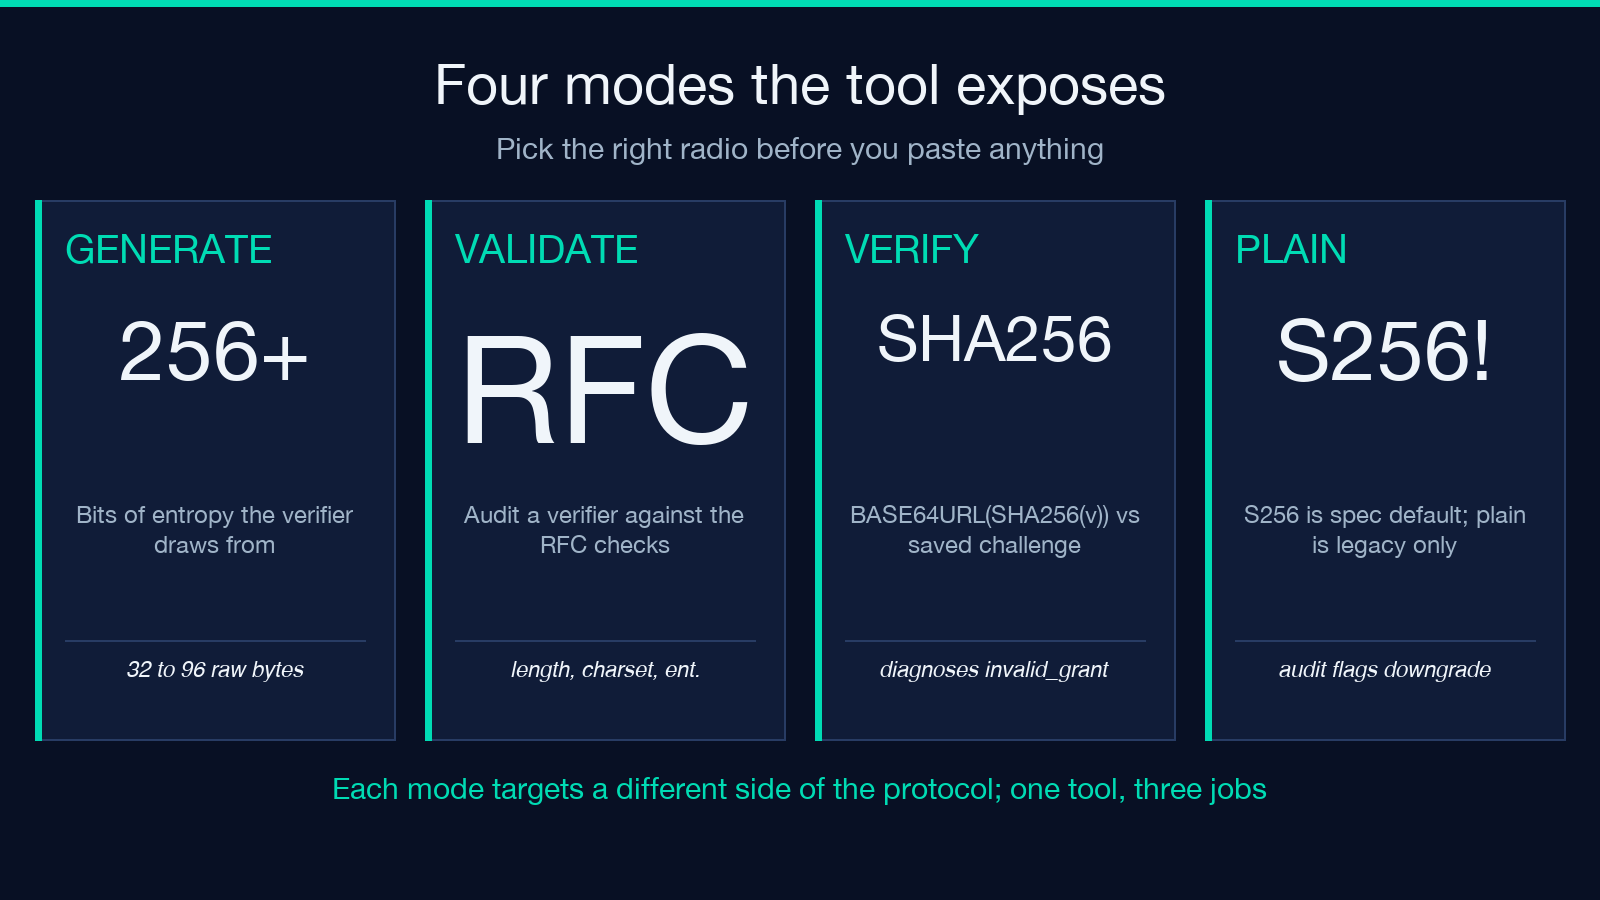 Four modes the tool exposes
Pick the right radio before you paste anything
GENERATE
256+
Bits of entropy the verifier
draws from
32 to 96 raw bytes
VALIDATE
RFC
Audit a verifier against the
RFC checks
length, charset, ent.
VERIFY
SHA256
BASE64URL(SHA256(v)) vs
saved challenge
diagnoses invalid_grant
PLAIN
S256!
S256 is spec default; plain
is legacy only
audit flags downgrade
Each mode targets a different side of the protocol; one tool, three jobs